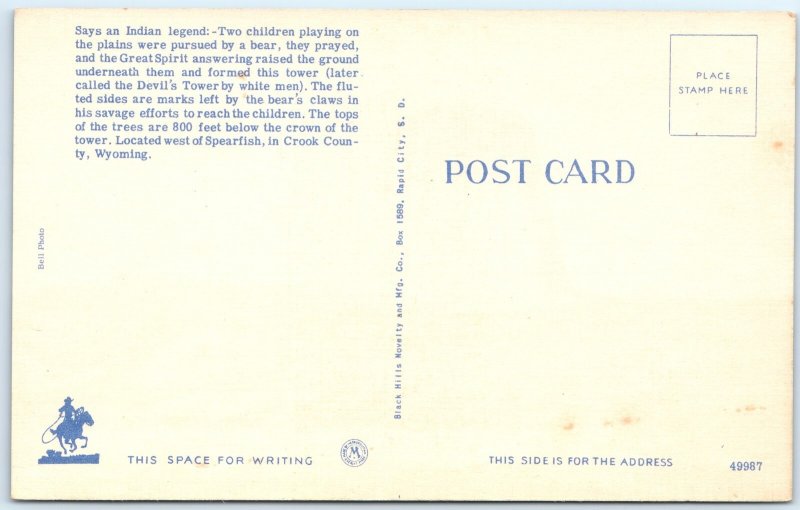 Says an Indian legend:-Two children playing on
the plains were pursued by a bear, they prayed,
and the Great Spirit answering raised the ground
underneath them and formed this tower (later
called the Devil's Tower by white men). The flu-
ted sides are marks left by the bear's claws in
his savage efforts to reach the children. The tops
of the trees are 800 feet below the crown of the
tower. Located west of Spearfish, in Crook Coun-
ty, Wyoming.
Bell Photo
THIS SPACE FOR WRITING
Black Hills Novelty and Mfg. Co., Box 1589, Rapid City, S. D.
PLACE
STAMP HERE
POST CARD
THIS SIDE IS FOR THE ADDRESS
49987